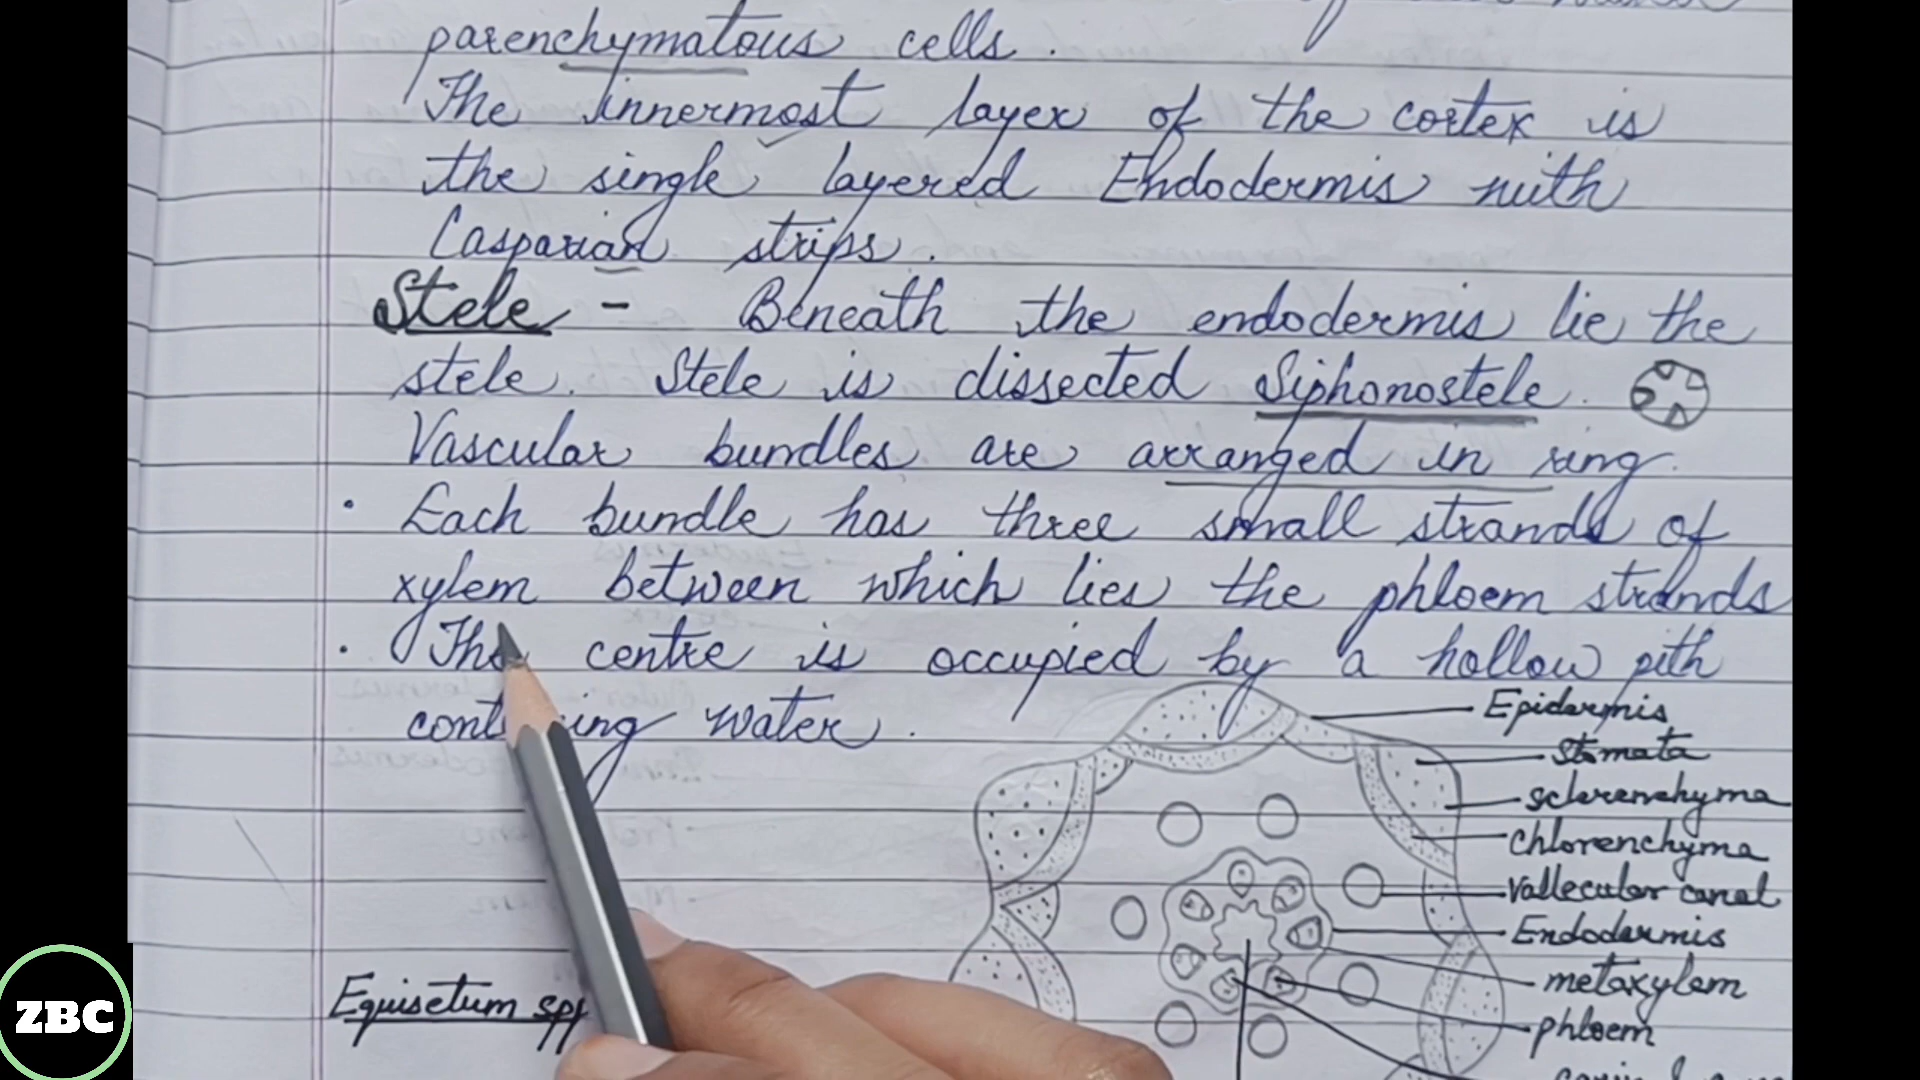 parenchymatous cells.
The innermost layer of the cortex is
the single layered Endodermis with
Casparian strips.
Stele - Beneath the endodermis lie the
stele. Stele is dissected Siphonostele.
Vascular bundles are arranged in ring.
• Each bundle has three small strands of
xylem between which lies the phloem strands
• The centre is occupied by a hollow pith
containing water.
Epidermis
Stomata
sclerenchyma
chlorenchyma
Vallecular canal
Endodermis
metaxylem
phloem
Equisetum
ZBC